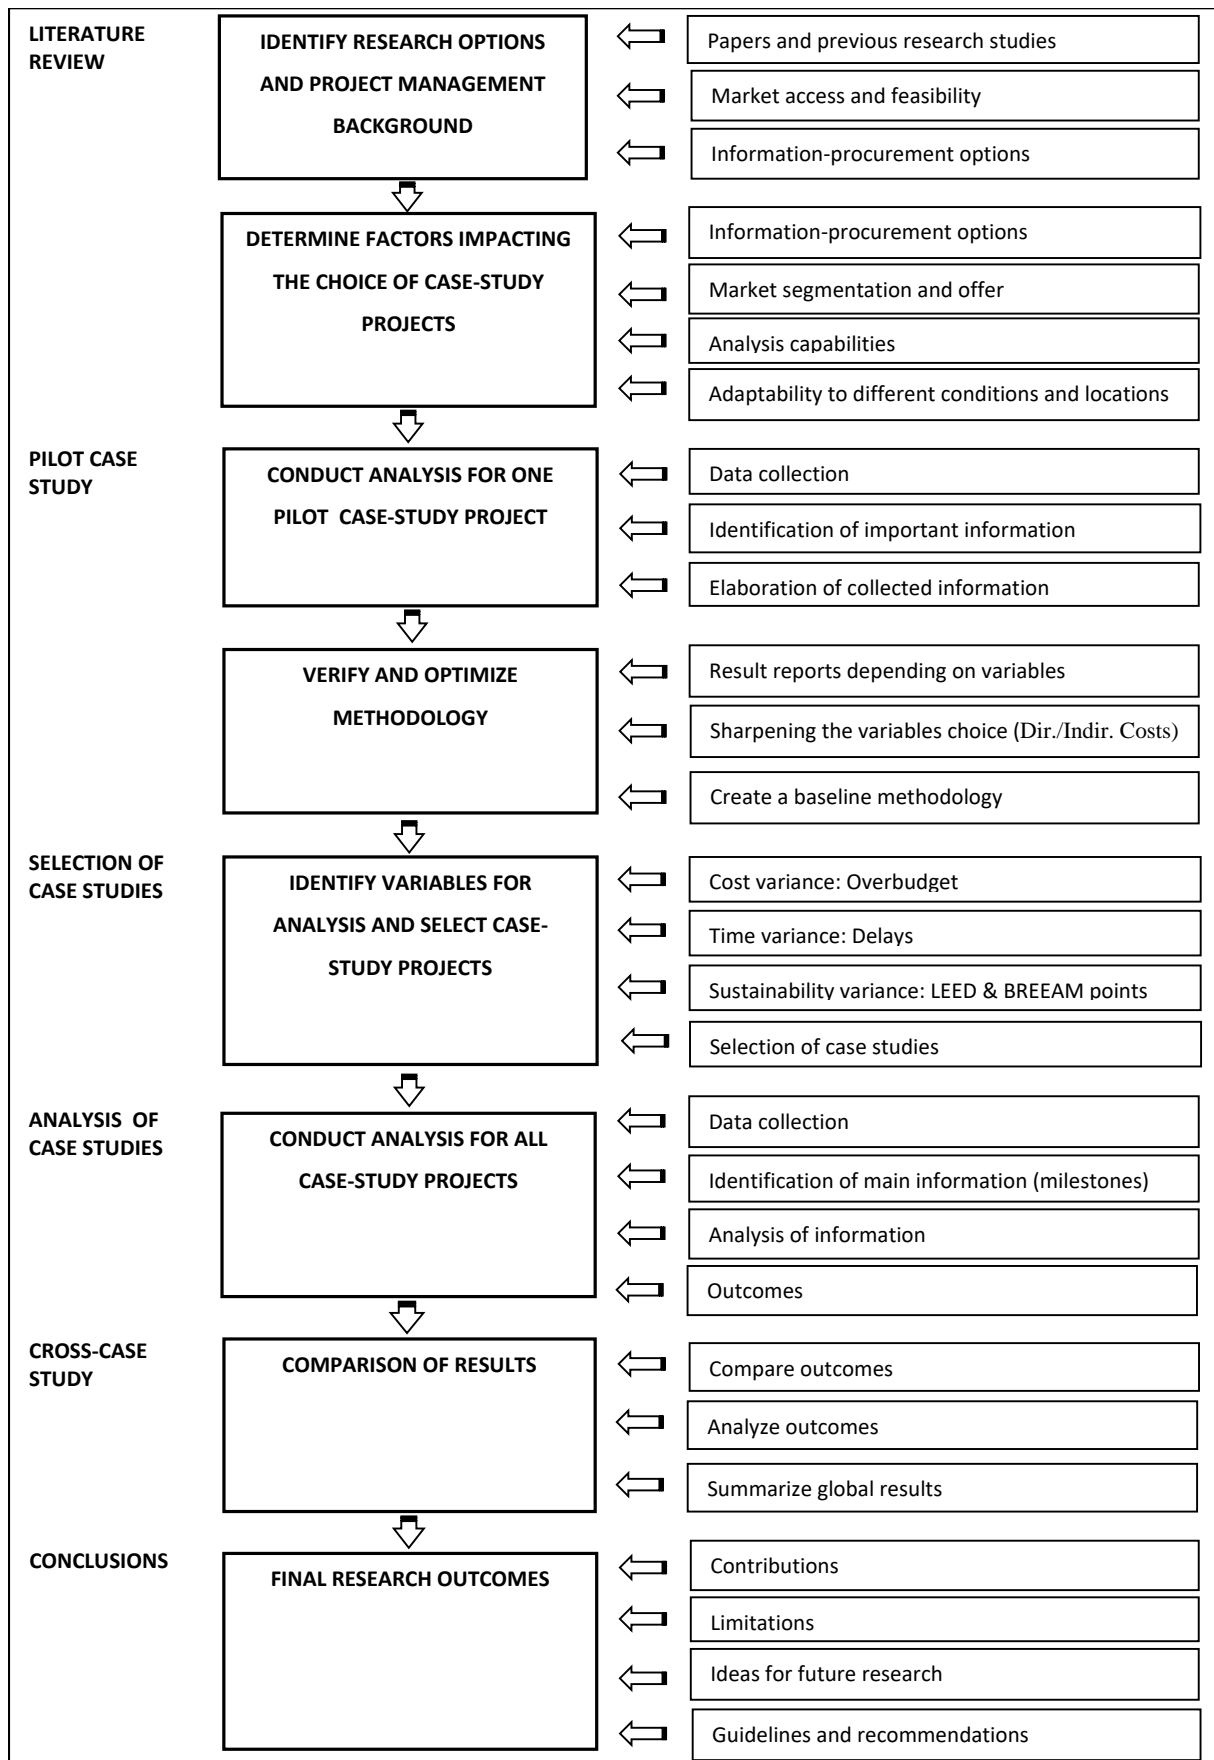 LITERATURE
REVIEW
IDENTIFY RESEARCH OPTIONS
AND PROJECT MANAGEMENT
BACKGROUND
Papers and previous research studies
Market access and feasibility
Information-procurement options
DETERMINE FACTORS IMPACTING
THE CHOICE OF CASE-STUDY
PROJECTS
Information-procurement options
Market segmentation and offer
Analysis capabilities
Adaptability to different conditions and locations
PILOT CASE
STUDY
CONDUCT ANALYSIS FOR ONE
PILOT CASE-STUDY PROJECT
Data collection
Identification of important information
Elaboration of collected information
VERIFY AND OPTIMIZE
METHODOLOGY
Result reports depending on variables
Sharpening the variables choice (Dir./Indir. Costs)
Create a baseline methodology
SELECTION OF
CASE STUDIES
IDENTIFY VARIABLES FOR
ANALYSIS AND SELECT CASE-
STUDY PROJECTS
Cost variance: Overbudget
Time variance: Delays
Sustainability variance: LEED & BREEAM points
Selection of case studies
ANALYSIS OF
CASE STUDIES
CONDUCT ANALYSIS FOR ALL
CASE-STUDY PROJECTS
Data collection
Identification of main information (milestones)
Analysis of information
Outcomes
CROSS-CASE
STUDY
COMPARISON OF RESULTS
Compare outcomes
Analyze outcomes
Summarize global results
CONCLUSIONS
FINAL RESEARCH OUTCOMES
Contributions
Limitations
Ideas for future research
Guidelines and recommendations